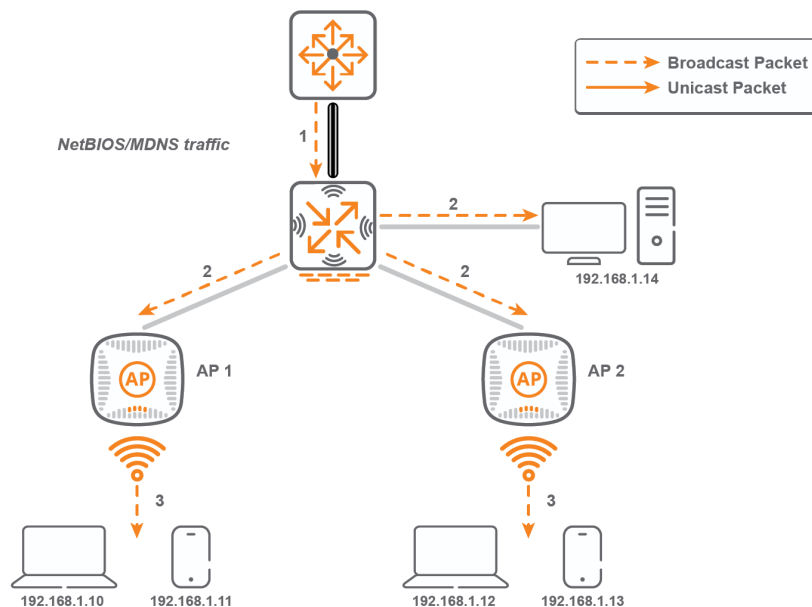 Broadcast Packet
Unicast Packet
1
NetBIOS/MDNS traffic
2
192.168.1.14
2
2
AP 1
AP
AP 2
AP
3
3
192.168.1.10
192.168.1.11
192.168.1.12
192.168.1.13